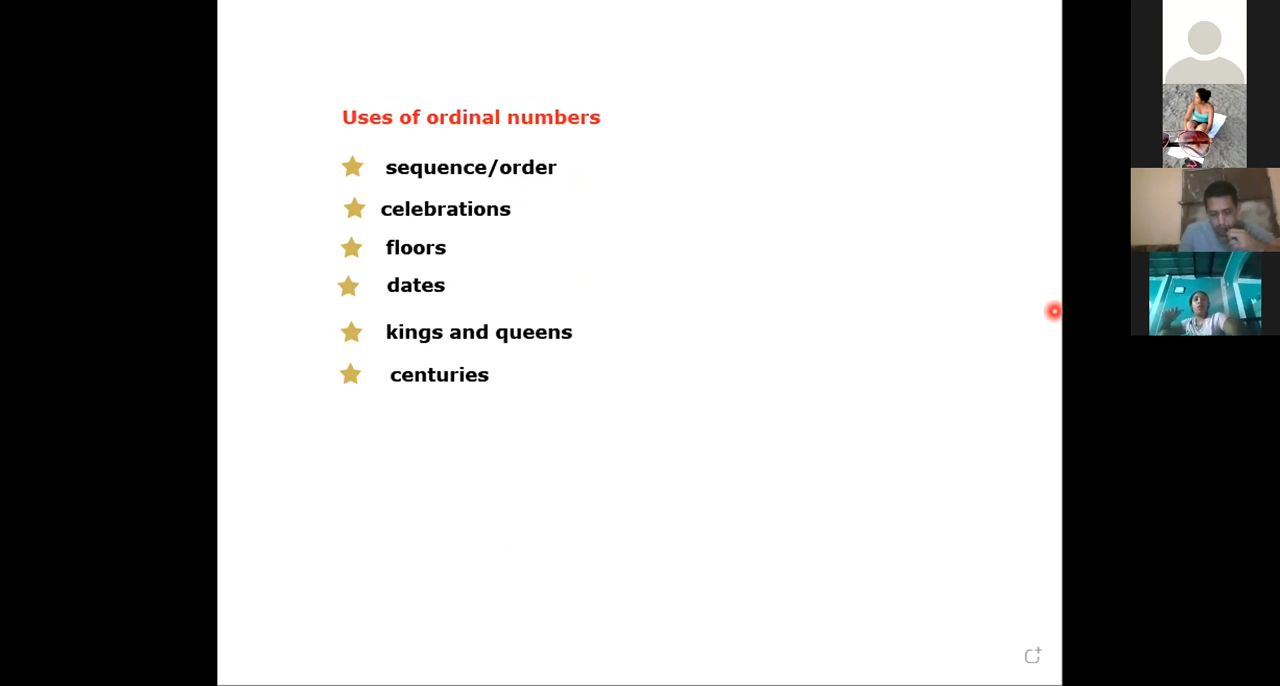 Uses of ordinal numbers
sequence/order
celebrations
floors
dates
kings and queens
centuries